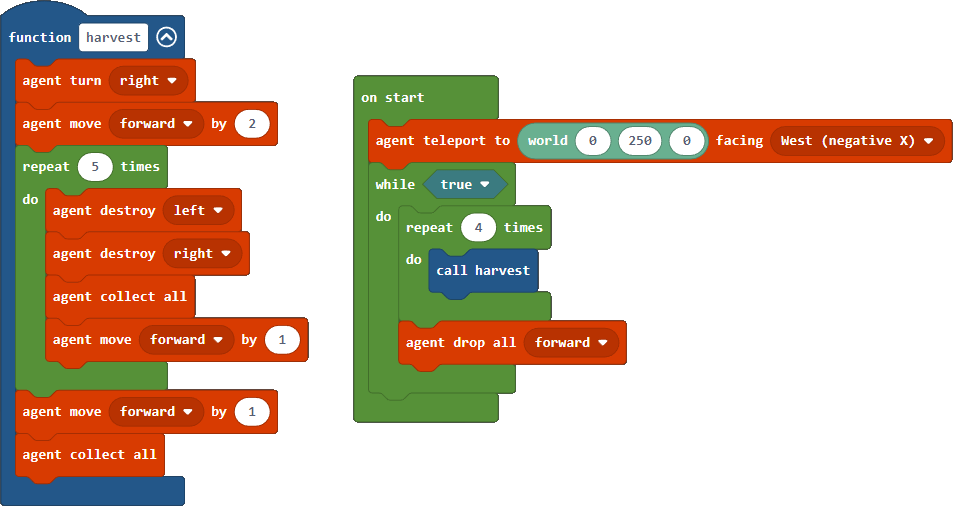 function harvest
agent turn right
agent move forward by 2
repeat 5 times
do
agent destroy left
agent destroy right
agent collect all
agent move forward by 1
agent move forward by 1
agent collect all
on start
agent teleport to world 0 250 0 facing West (negative X)
while true
do
repeat 4 times
do
call harvest
agent drop all forward